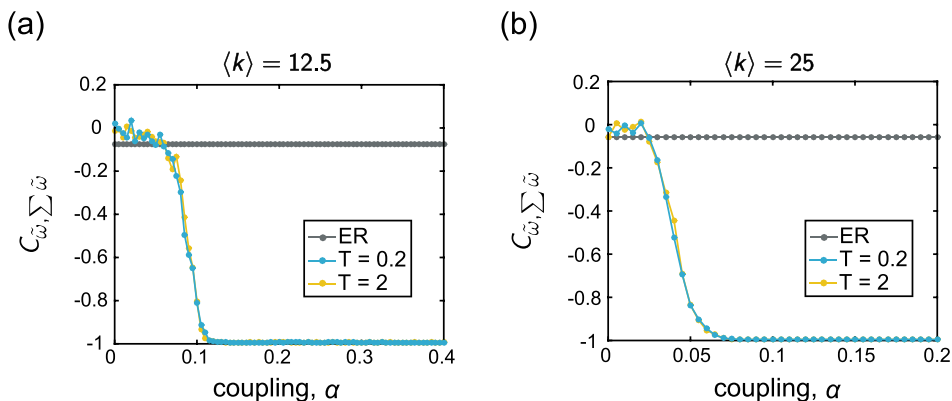 (a)
⟨k⟩ = 12.5
0.2
0
-0.2
-0.4
-0.6
-0.8
-1
C_ω̃, ∑ ω̃
ER
T = 0.2
T = 2
0 0.1 0.2 0.3 0.4
coupling, α
(b)
⟨k⟩ = 25
0.2
0
-0.2
-0.4
-0.6
-0.8
-1
C_ω̃, ∑ ω̃
ER
T = 0.2
T = 2
0 0.05 0.1 0.15 0.2
coupling, α